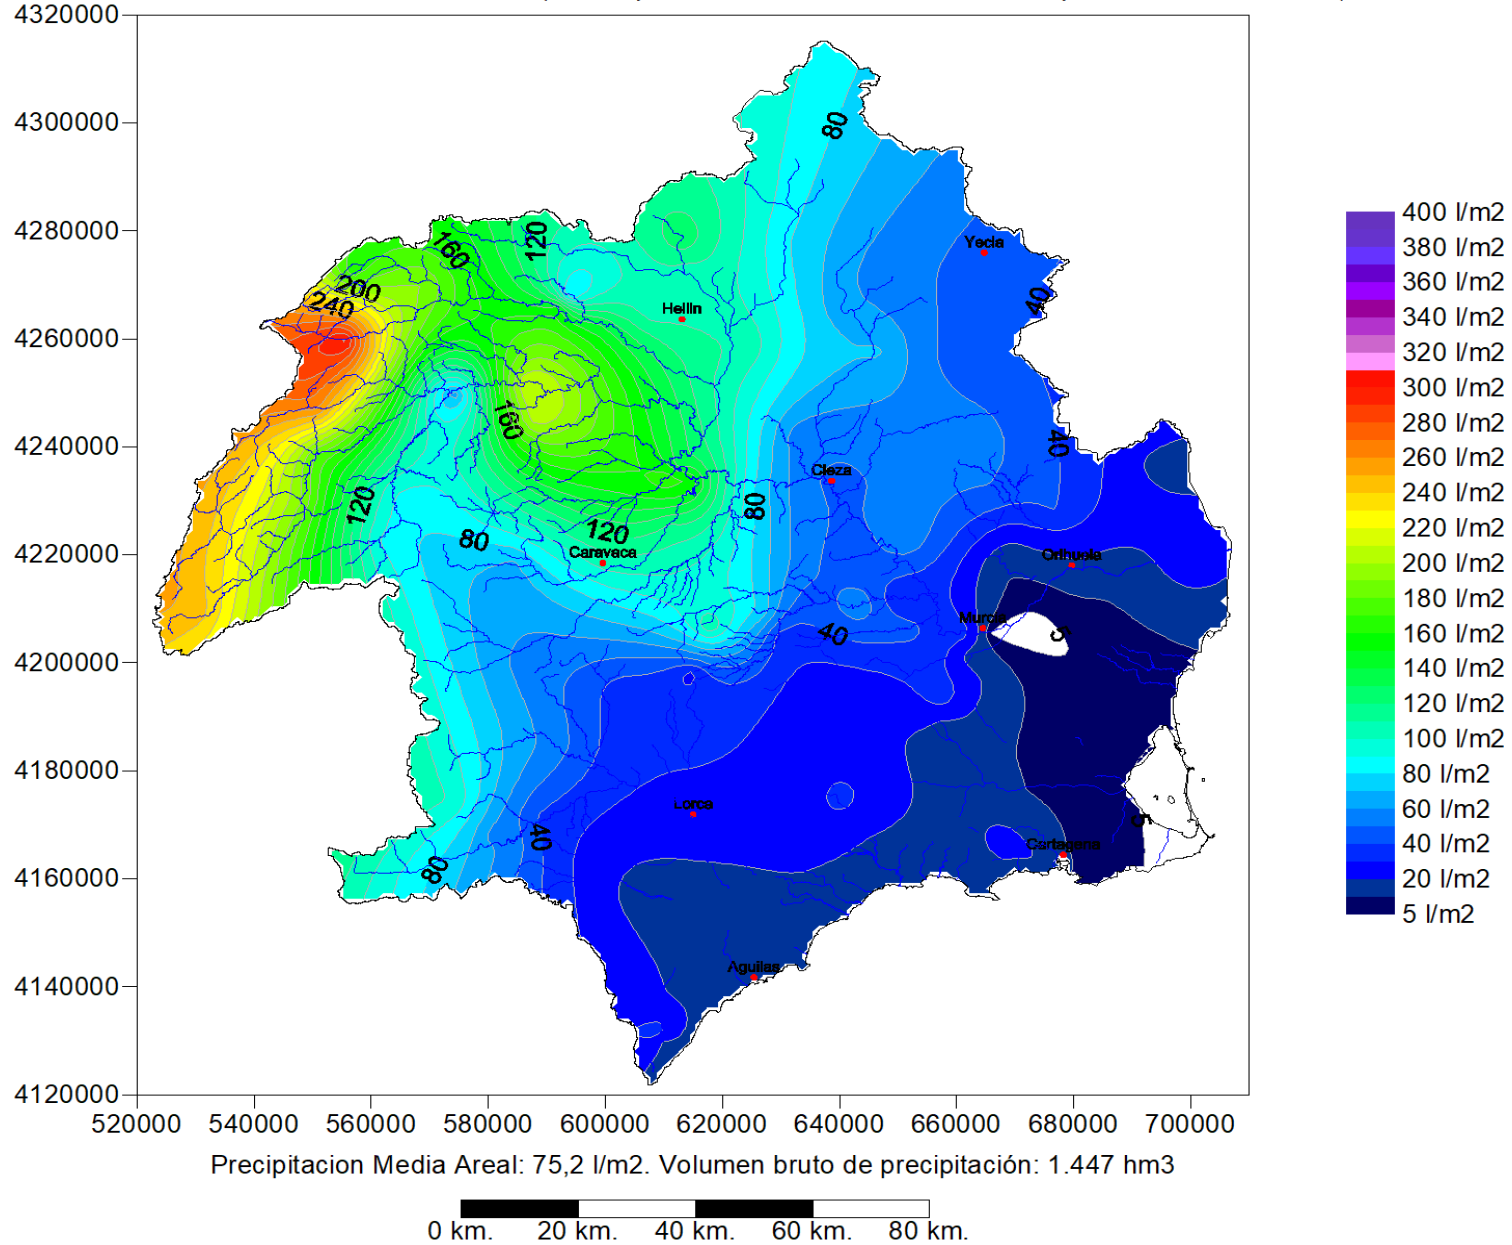 4320000
4300000
80
4280000
120
160
Yecla
200
240
40
Hellin
4260000
160
4240000
40
Cieza
120
80
80
120
4220000
Caravaca
Orihuela
Murcia
5
40
4200000
4180000
Lorca
5
40
Cartagena
80
4160000
Aguilas
4140000
4120000
520000 540000 560000 580000 600000 620000 640000 660000 680000 700000
400 l/m2
380 l/m2
360 l/m2
340 l/m2
320 l/m2
300 l/m2
280 l/m2
260 l/m2
240 l/m2
220 l/m2
200 l/m2
180 l/m2
160 l/m2
140 l/m2
120 l/m2
100 l/m2
80 l/m2
60 l/m2
40 l/m2
20 l/m2
5 l/m2
Precipitacion Media Areal: 75,2 l/m2. Volumen bruto de precipitación: 1.447 hm3
0 km. 20 km. 40 km. 60 km. 80 km.